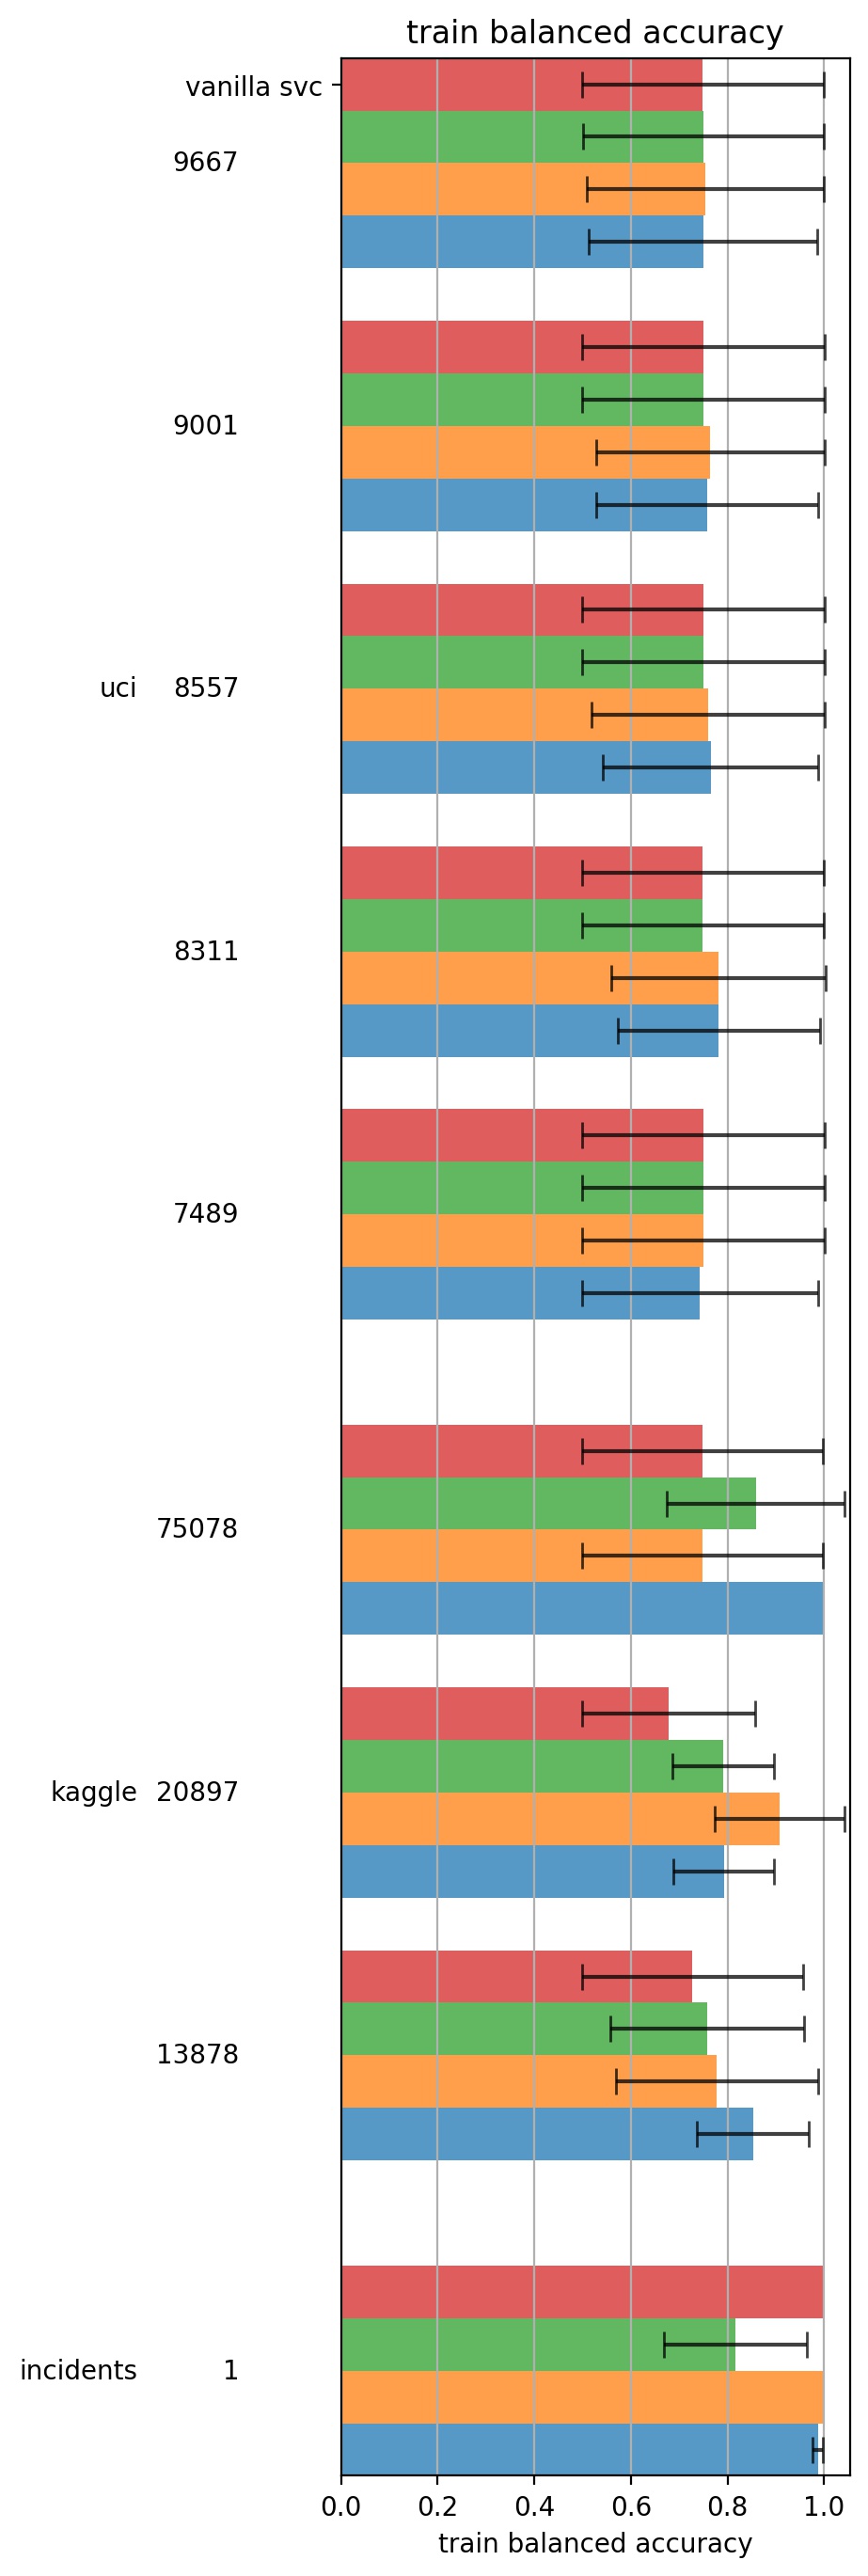 train balanced accuracy
vanilla svc
9667
9001
uci 8557
8311
7489
75078
kaggle 20897
13878
incidents 1
0.0 0.2 0.4 0.6 0.8 1.0
train balanced accuracy